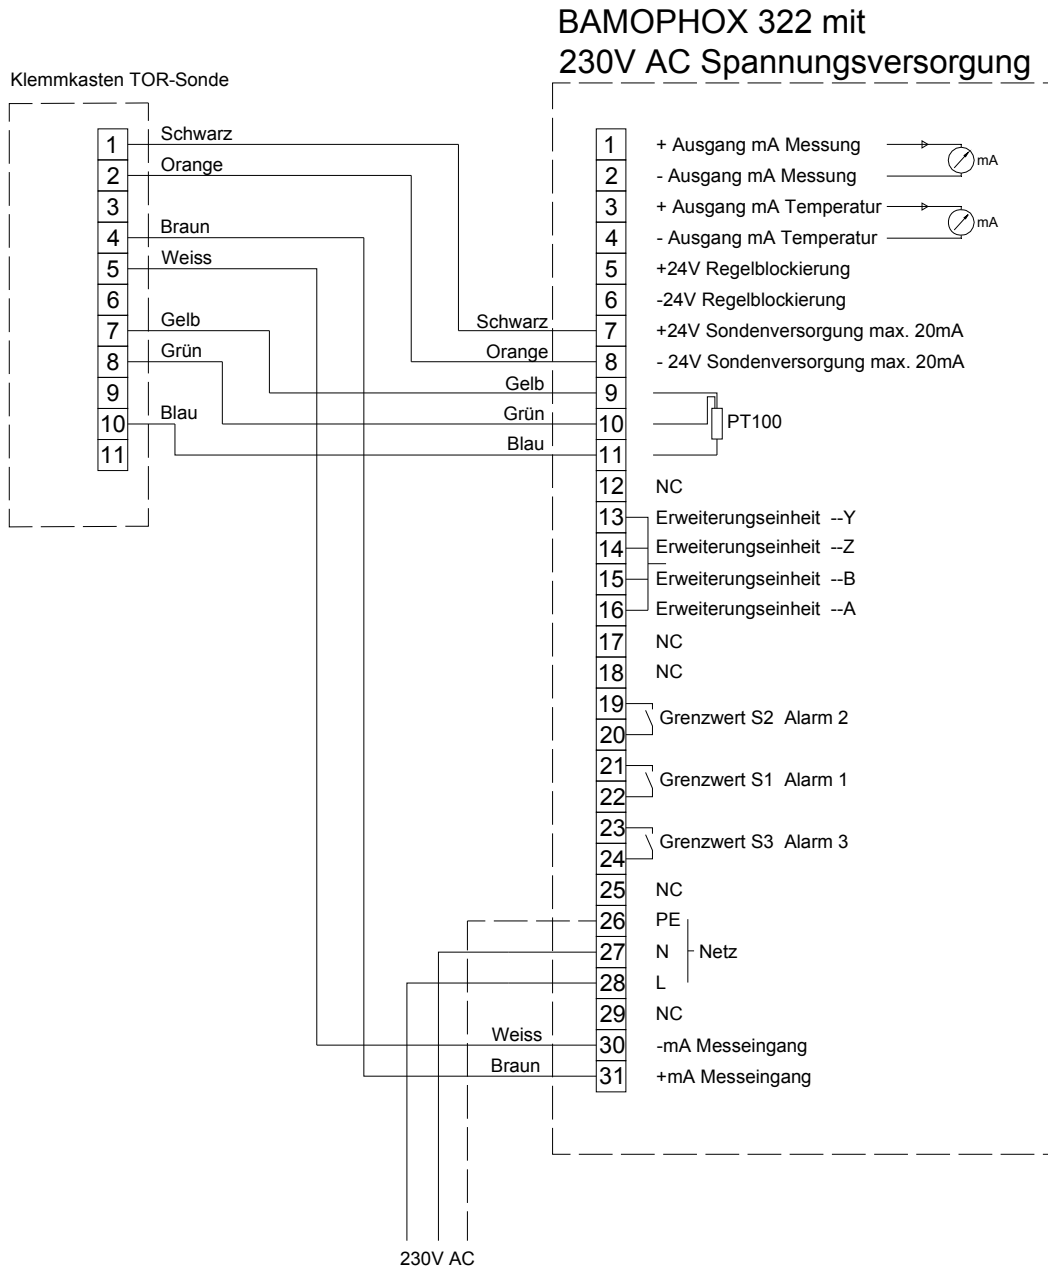 BAMOPHOX 322 mit
230V AC Spannungsversorgung
Klemmkasten TOR-Sonde
1 Schwarz
2 Orange
3
4 Braun
5 Weiss
6
7 Gelb
8 Grün
9
10 Blau
11
1 + Ausgang mA Messung mA
2 - Ausgang mA Messung
3 + Ausgang mA Temperatur mA
4 - Ausgang mA Temperatur
5 +24V Regelblockierung
6 -24V Regelblockierung
Schwarz 7 +24V Sondenversorgung max. 20mA
Orange 8 - 24V Sondenversorgung max. 20mA
Gelb 9
Grün 10 PT100
Blau 11
12 NC
13 Erweiterungseinheit --Y
14 Erweiterungseinheit --Z
15 Erweiterungseinheit --B
16 Erweiterungseinheit --A
17 NC
18 NC
19
Grenzwert S2 Alarm 2
20
21
Grenzwert S1 Alarm 1
22
23
Grenzwert S3 Alarm 3
24
25 NC
26 PE
27 N Netz
28 L
29 NC
Weiss 30 -mA Messeingang
Braun 31 +mA Messeingang
230V AC